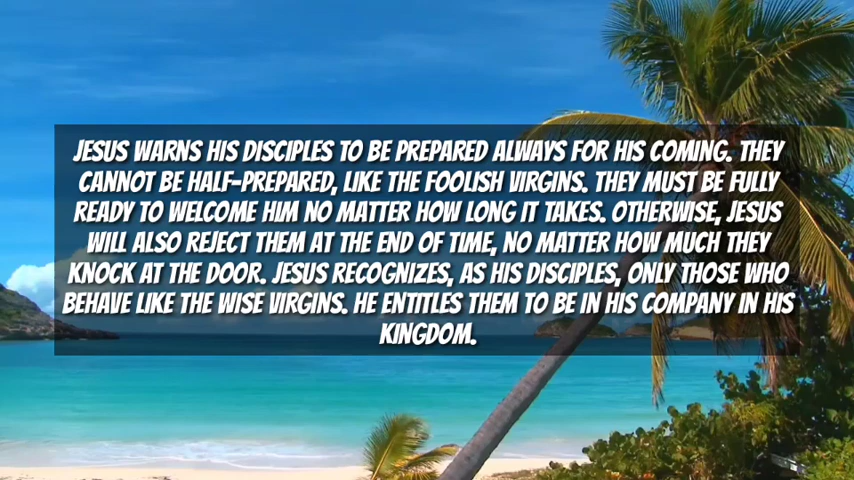 JESUS WARNS HIS DISCIPLES TO BE PREPARED ALWAYS FOR HIS COMING. THEY
CANNOT BE HALF-PREPARED, LIKE THE FOOLISH VIRGINS. THEY MUST BE FULLY
READY TO WELCOME HIM NO MATTER HOW LONG IT TAKES. OTHERWISE, JESUS
WILL ALSO REJECT THEM AT THE END OF TIME, NO MATTER HOW MUCH THEY
KNOCK AT THE DOOR. JESUS RECOGNIZES, AS HIS DISCIPLES, ONLY THOSE WHO
BEHAVE LIKE THE WISE VIRGINS. HE ENTITLES THEM TO BE IN HIS COMPANY IN HIS
KINGDOM.